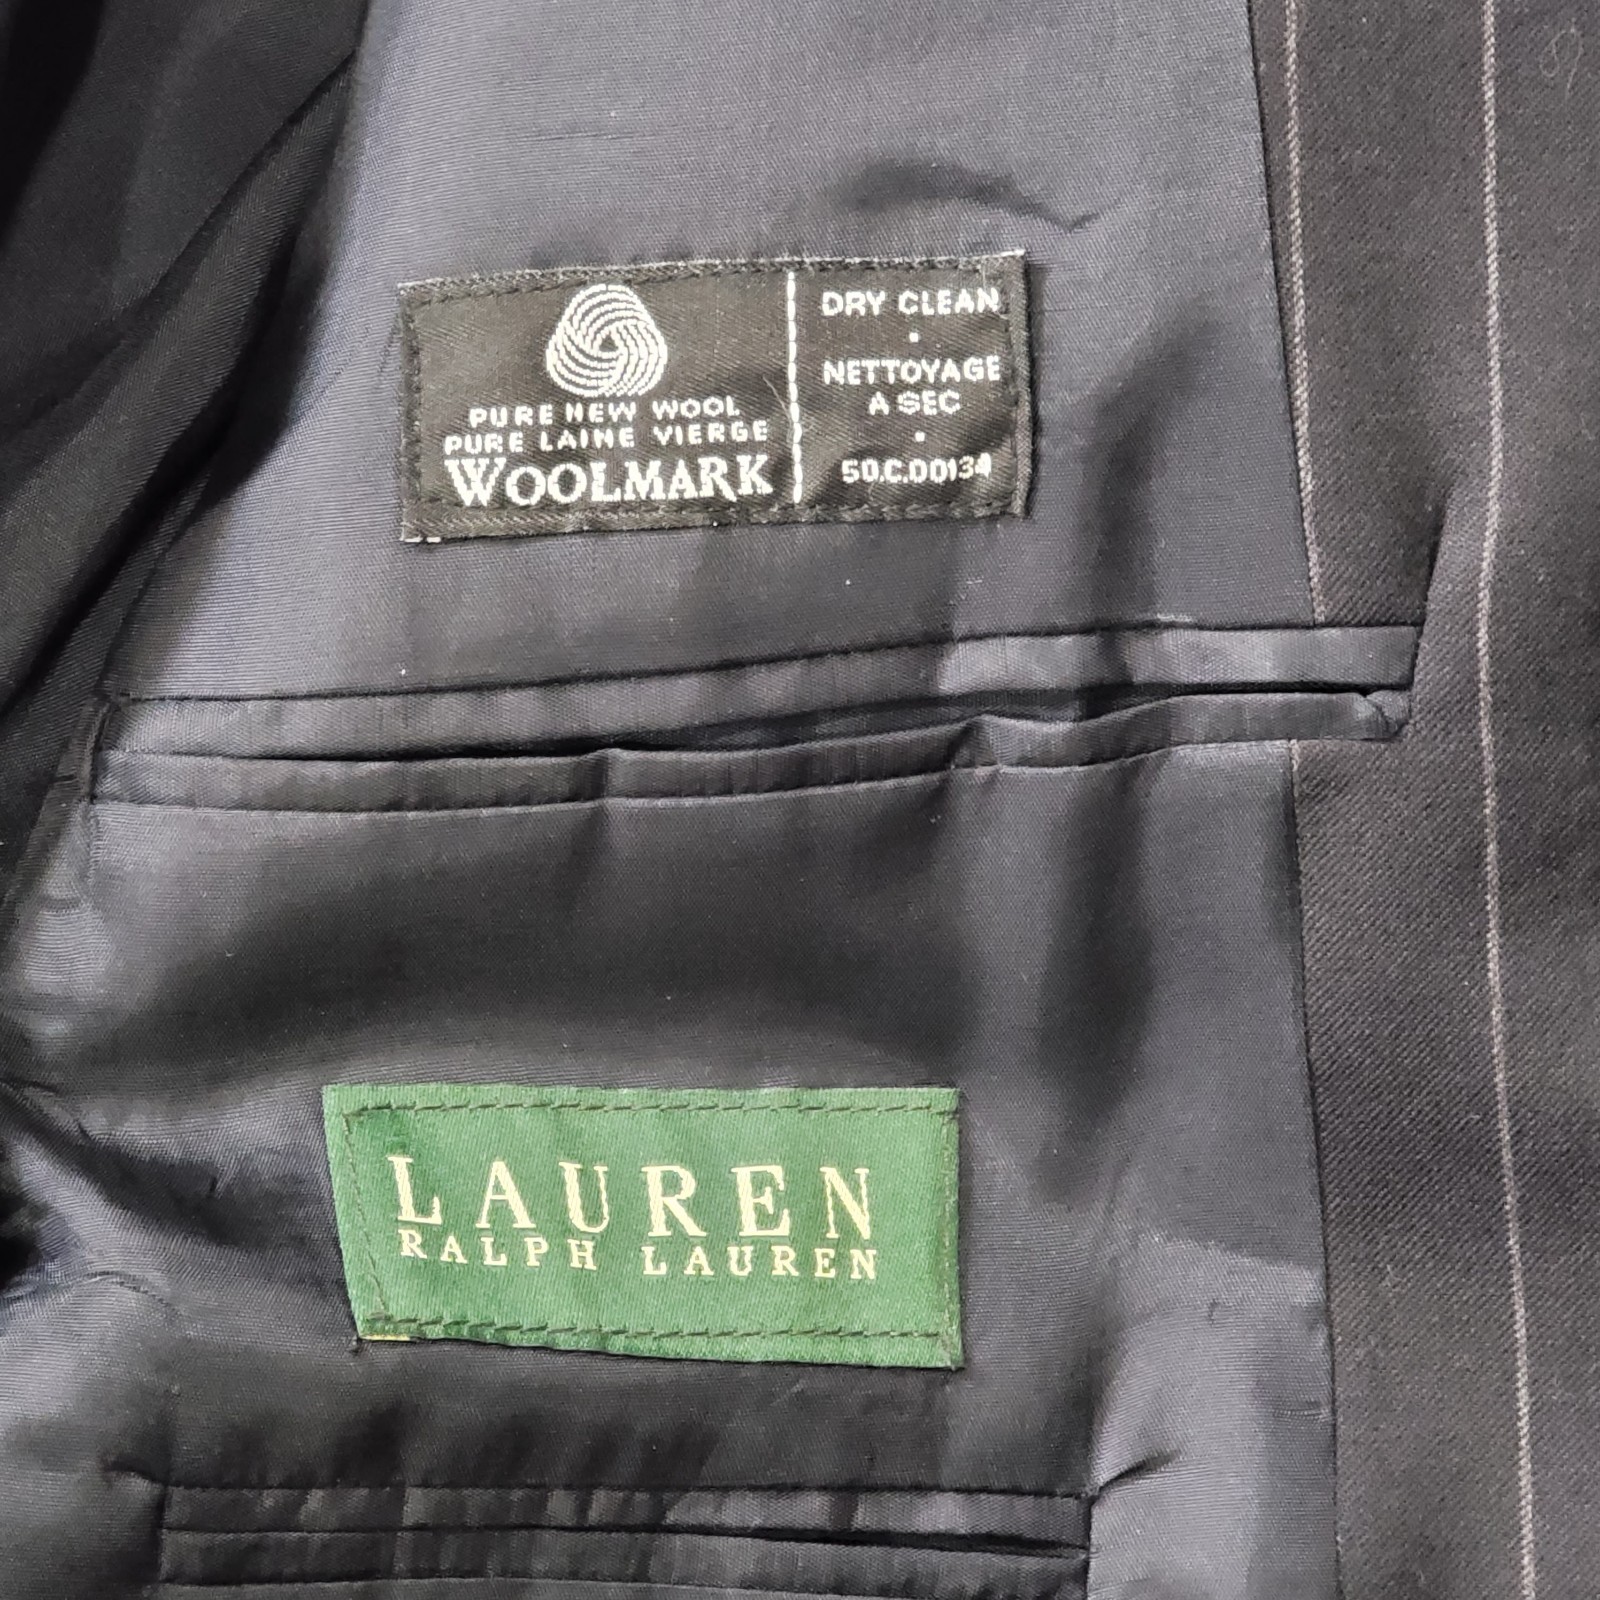 PURE NEW WOOL
PURE LAINE VIERGE
WOOLMARK
DRY CLEAN
NETTOYAGE
A SEC
50.C.00134
LAUREN
RALPH LAUREN